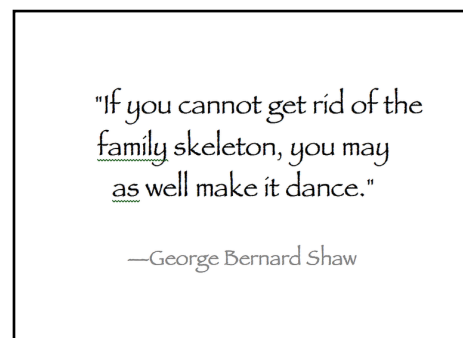 "If you cannot get rid of the
family skeleton, you may
as well make it dance."
—George Bernard Shaw